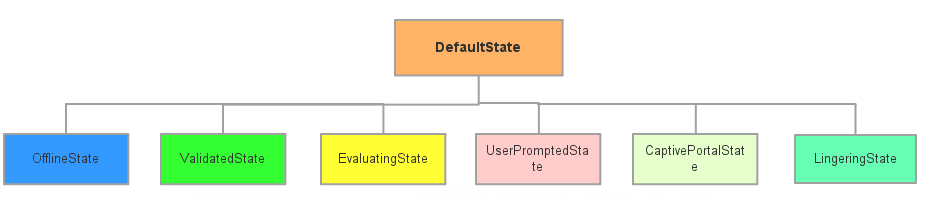 DefaultState
OfflineState
ValidatedState
EvaluatingState
UserPromptedSta
te
CaptivePortalStat
e
LingeringState